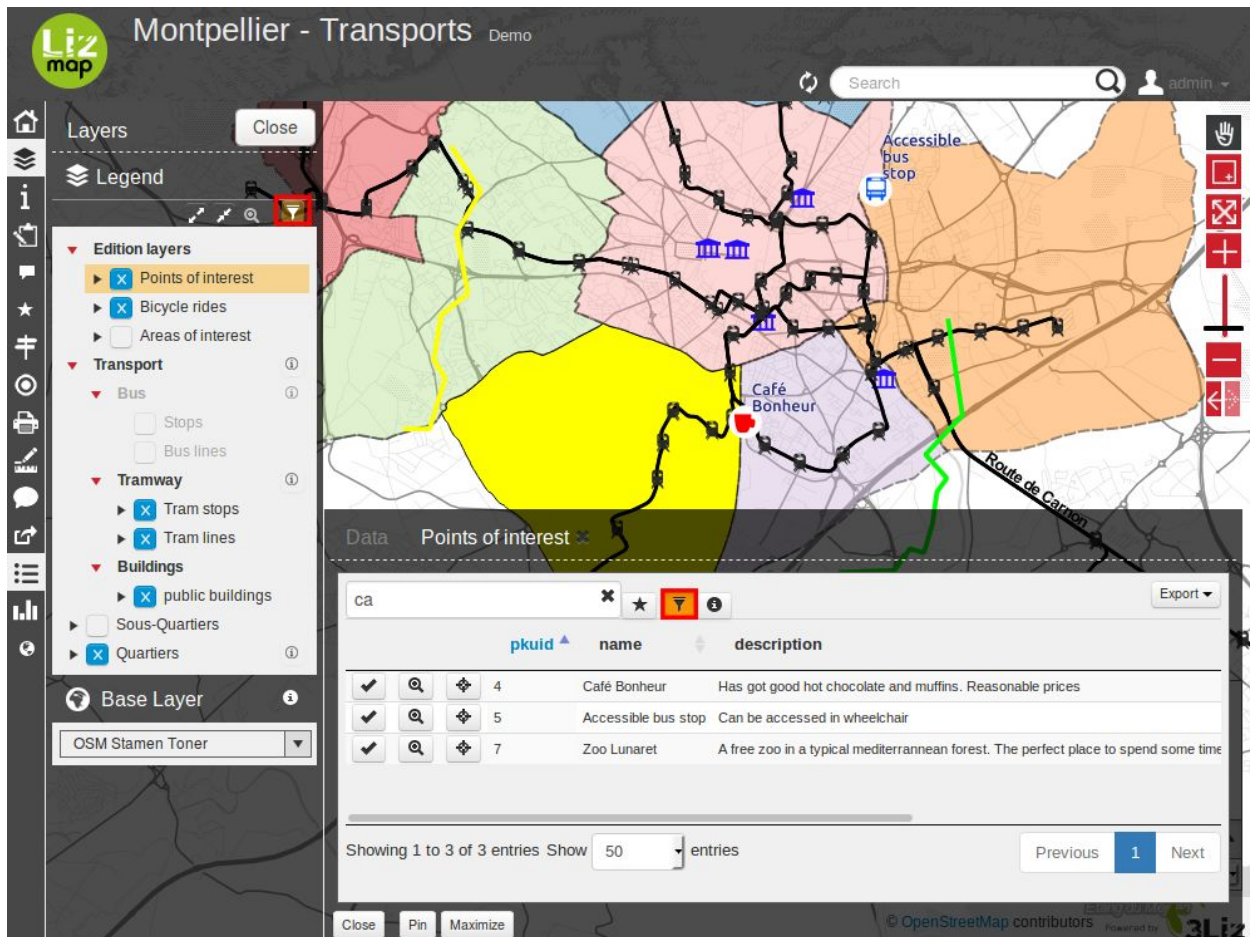 Liz
map
Montpellier - Transports Demo
Search
admin
Layers
Close
Legend
Edition layers
Points of interest
Bicycle rides
Areas of interest
Transport
Bus
Stops
Bus lines
Tramway
Tram stops
Tram lines
Buildings
public buildings
Sous-Quartiers
Quartiers
Base Layer
OSM Stamen Toner
Accessible
bus
stop
Café
Bonheur
Route de Carnon
Data
Points of interest
ca
Export
pkuid name description
4 Café Bonheur Has got good hot chocolate and muffins. Reasonable prices
5 Accessible bus stop Can be accessed in wheelchair
7 Zoo Lunaret A free zoo in a typical mediterrannean forest. The perfect place to spend some time
Showing 1 to 3 of 3 entries Show 50 entries
Previous 1 Next
Close Pin Maximize
© OpenStreetMap contributors
Powered by 3Liz